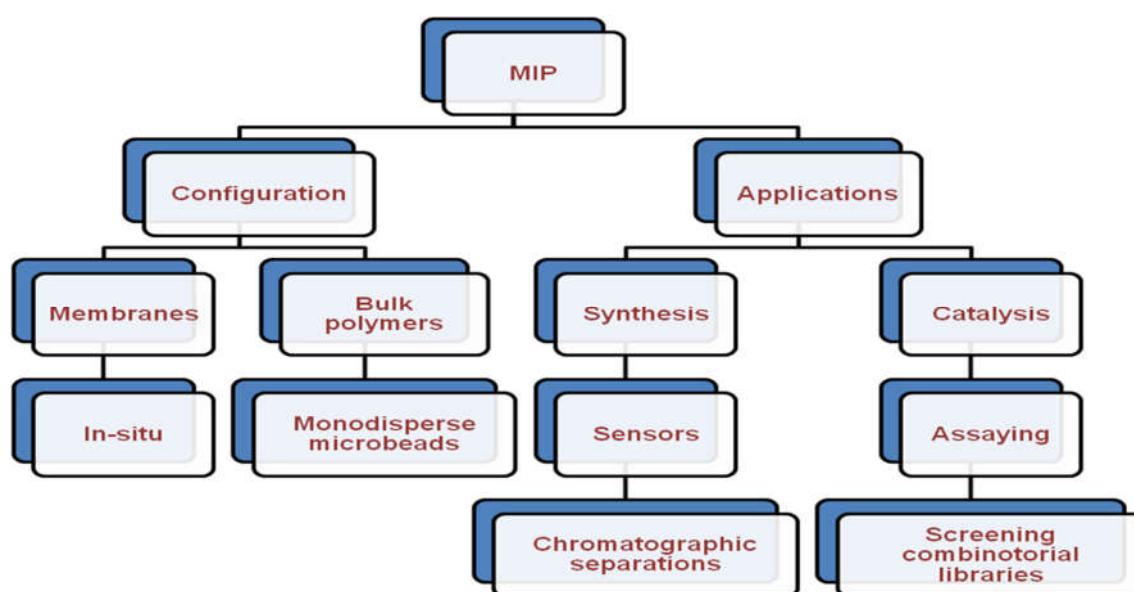 MIP
Configuration
Applications
Membranes
Bulk
polymers
Synthesis
Catalysis
In-situ
Monodisperse
microbeads
Sensors
Assaying
Chromatographic
separations
Screening
combinotorial
libraries